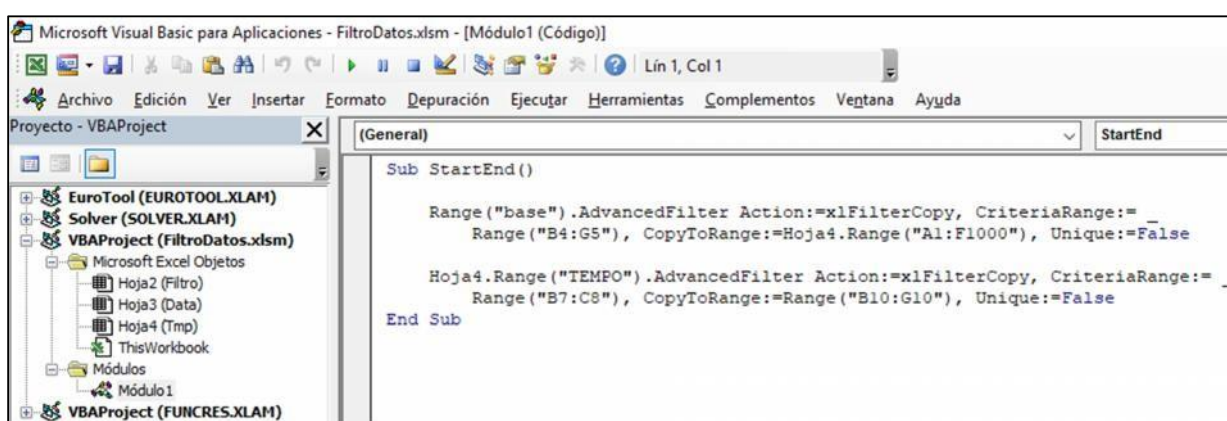 Microsoft Visual Basic para Aplicaciones - FiltroDatos.xlsm - [Módulo1 (Código)]
Lín 1, Col 1
Archivo Edición Ver Insertar Formato Depuración Ejecutar Herramientas Complementos Ventana Ayuda
Proyecto - VBAProject
(General) StartEnd
EuroTool (EUROTOOL.XLAM)
Solver (SOLVER.XLAM)
VBAProject (FiltroDatos.xlsm)
Microsoft Excel Objetos
Hoja2 (Filtro)
Hoja3 (Data)
Hoja4 (Tmp)
ThisWorkbook
Módulos
Módulo1
VBAProject (FUNCRES.XLAM)
Sub StartEnd()
Range("base").AdvancedFilter Action:=xlFilterCopy, CriteriaRange:= _
Range("B4:G5"), CopyToRange:=Hoja4.Range("A1:F1000"), Unique:=False
Hoja4.Range("TEMPO").AdvancedFilter Action:=xlFilterCopy, CriteriaRange:= _
Range("B7:C8"), CopyToRange:=Range("B10:G10"), Unique:=False
End Sub